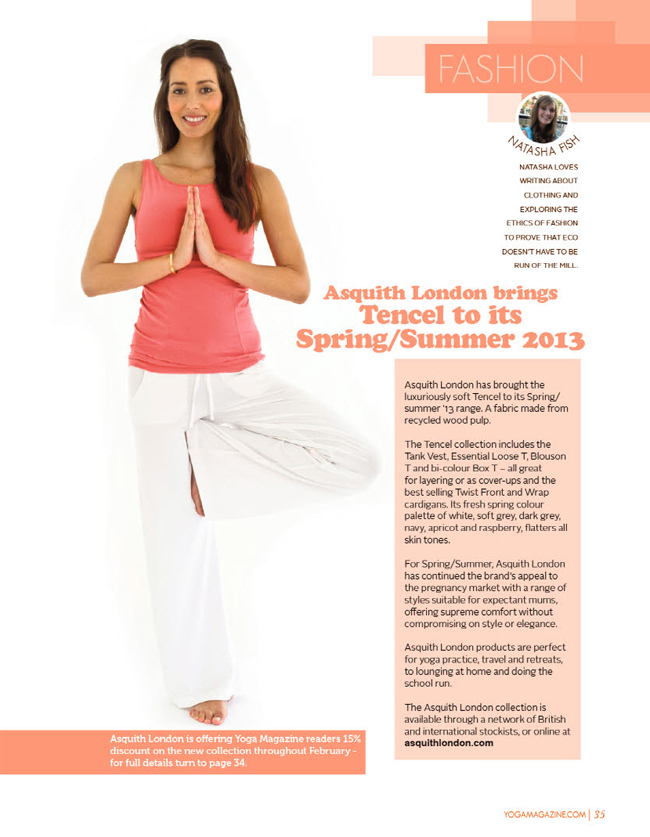 FASHION
NATASHA FISH
NATASHA LOVES
WRITING ABOUT
CLOTHING AND
EXPLORING THE
ETHICS OF FASHION
TO PROVE THAT ECO
DOESN'T HAVE TO BE
RUN OF THE MILL.
Asquith London brings
Tencel to its
Spring/Summer 2013
Asquith London has brought the
luxuriously soft Tencel to its Spring/
summer '13 range. A fabric made from
recycled wood pulp.
The Tencel collection includes the
Tank Vest, Essential Loose T, Blouson
T and bi-colour Box T – all great
for layering or as cover-ups and the
best selling Twist Front and Wrap
cardigans. Its fresh spring colour
palette of white, soft grey, dark grey,
navy, apricot and raspberry, flatters all
skin tones.
For Spring/Summer, Asquith London
has continued the brand's appeal to
the pregnancy market with a range of
styles suitable for expectant mums,
offering supreme comfort without
compromising on style or elegance.
Asquith London products are perfect
for yoga practice, travel and retreats,
to lounging at home and doing the
school run.
The Asquith London collection is
available through a network of British
and international stockists, or online at
asquithlondon.com
Asquith London is offering Yoga Magazine readers 15%
discount on the new collection throughout February -
for full details turn to page 34.
YOGAMAGAZINE.COM | 35